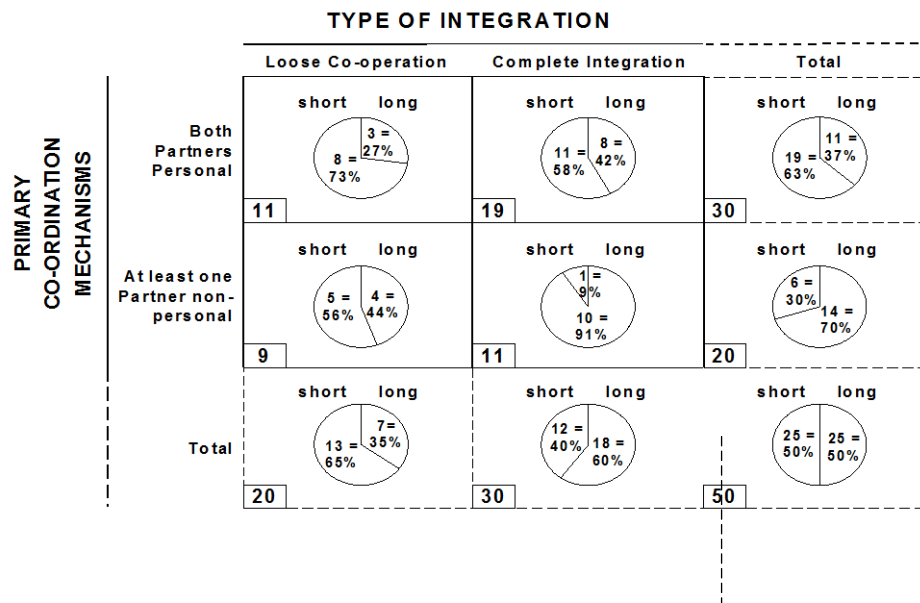 TYPE OF INTEGRATION
Loose Co-operation Complete Integration Total
PRIMARY
CO-ORDINATION
MECHANISMS
Both
Partners
Personal
short long
3 =
27%
8 =
73%
11
short long
8 =
42%
11 =
58%
19
short long
11 =
37%
19 =
63%
30
At least one
Partner non-
personal
short long
5 =
56%
4 =
44%
9
short long
1 =
9%
10 =
91%
11
short long
6 =
30%
14 =
70%
20
Total
short long
7 =
35%
13 =
65%
20
short long
12 =
40%
18 =
60%
30
short long
25 =
50%
25 =
50%
50